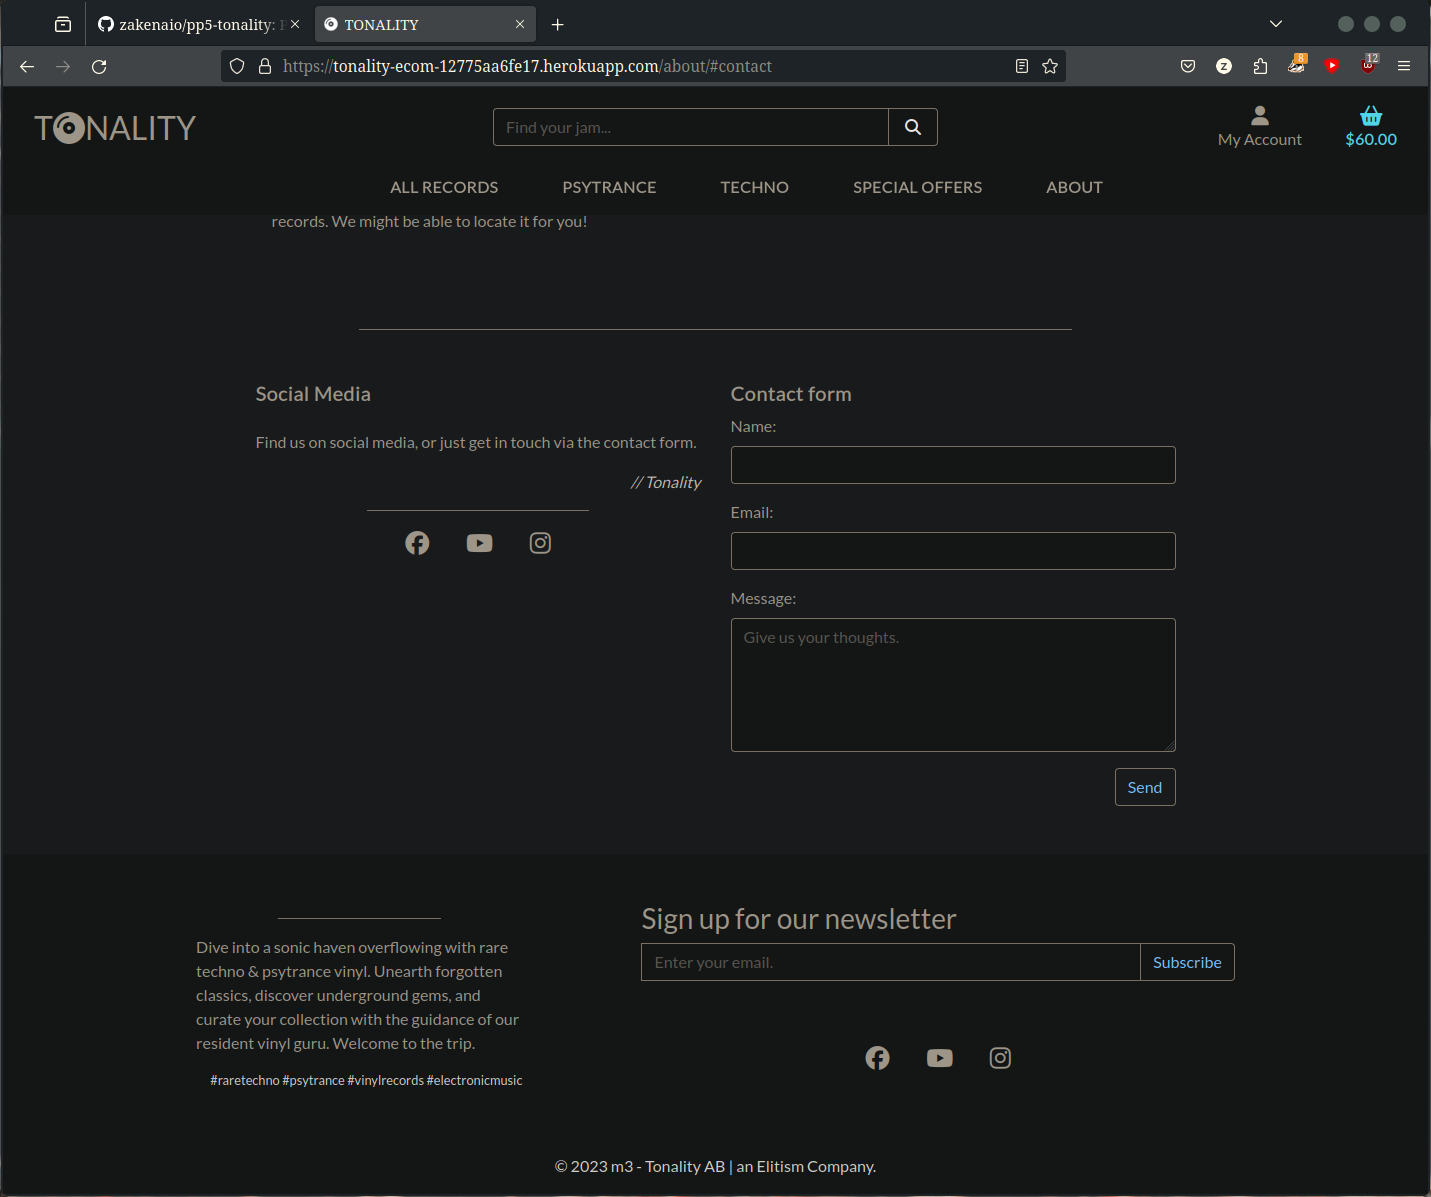 zakenaio/pp5-tonality:
TONALITY
https://tonality-ecom-12775aa6fe17.herokuapp.com/about/#contact
Z
8
12
TONALITY
Find your jam...
My Account
$60.00
ALL RECORDS
PSYTRANCE
TECHNO
SPECIAL OFFERS
ABOUT
records. We might be able to locate it for you!
Social Media
Find us on social media, or just get in touch via the contact form.
// Tonality
Contact form
Name:
Email:
Message:
Give us your thoughts.
Send
Dive into a sonic haven overflowing with rare
techno & psytrance vinyl. Unearth forgotten
classics, discover underground gems, and
curate your collection with the guidance of our
resident vinyl guru. Welcome to the trip.
#raretechno #psytrance #vinylrecords #electronicmusic
Sign up for our newsletter
Enter your email.
Subscribe
© 2023 m3 - Tonality AB | an Elitism Company.